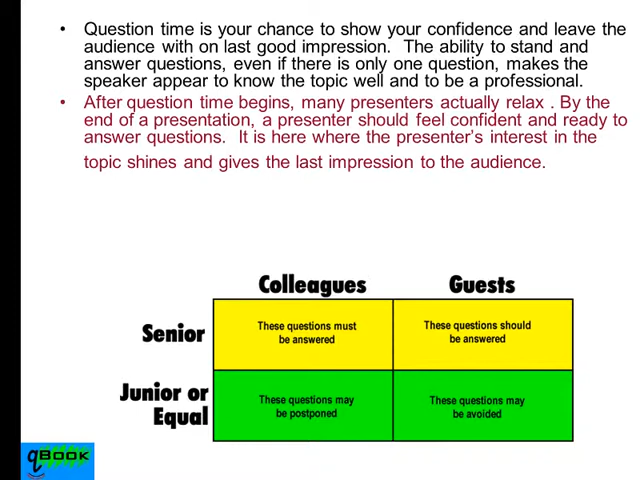 • Question time is your chance to show your confidence and leave the
audience with on last good impression. The ability to stand and
answer questions, even if there is only one question, makes the
speaker appear to know the topic well and to be a professional.
• After question time begins, many presenters actually relax . By the
end of a presentation, a presenter should feel confident and ready to
answer questions. It is here where the presenter's interest in the
topic shines and gives the last impression to the audience.
Colleagues Guests
Senior
These questions must
be answered
These questions should
be answered
Junior or
Equal
These questions may
be postponed
These questions may
be avoided
qBOOK